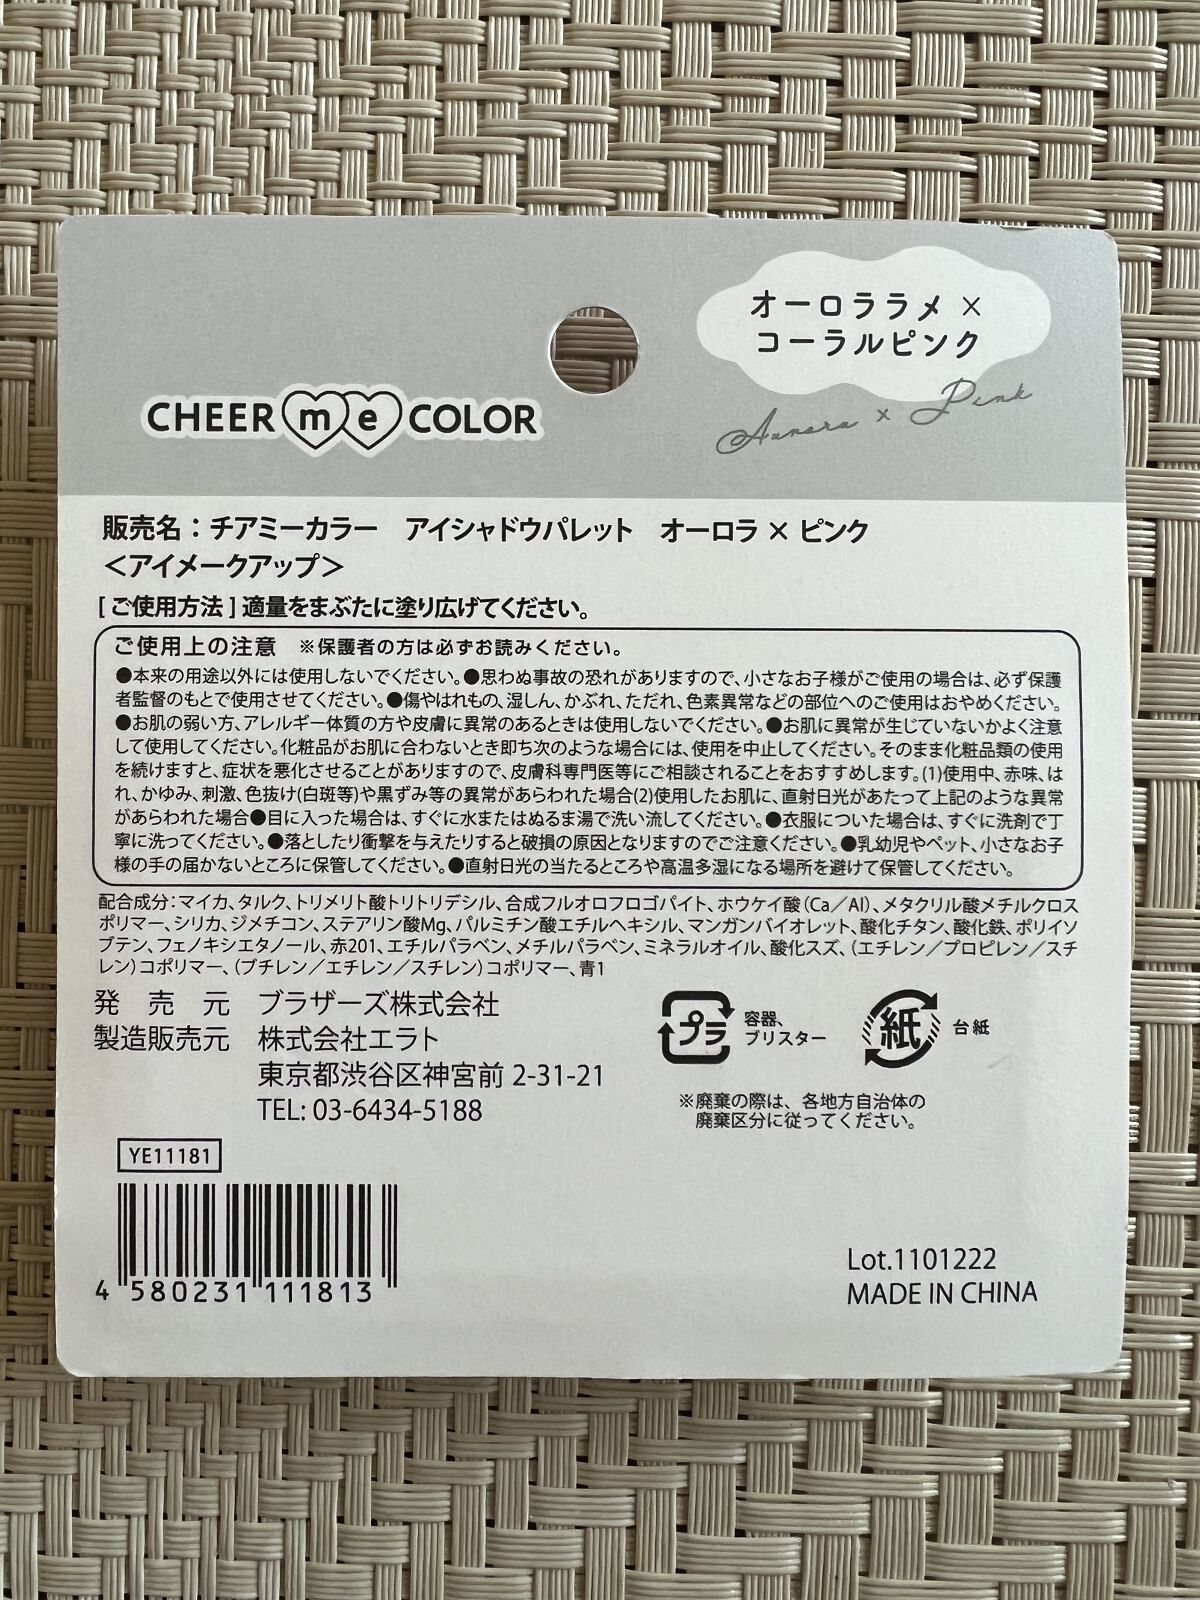 オーロララメ ×
コーラルピンク
Aurora × Pink
CHEER me COLOR
販売名：チアミーカラー　アイシャドウパレット　オーロラ × ピンク
＜アイメークアップ＞
[ ご使用方法 ] 適量をまぶたに塗り広げてください。
ご使用上の注意　※保護者の方は必ずお読みください。
●本来の用途以外には使用しないでください。●思わぬ事故の恐れがありますので、小さなお子様がご使用の場合は、必ず保護
者監督のもとで使用させてください。●傷やはれもの、湿しん、かぶれ、ただれ、色素異常などの部位へのご使用はおやめください。
●お肌の弱い方、アレルギー体質の方や皮膚に異常のあるときは使用しないでください。●お肌に異常が生じていないかよく注意
して使用してください。化粧品がお肌に合わないとき即ち次のような場合には、使用を中止してください。そのまま化粧品類の使用
を続けますと、症状を悪化させることがありますので、皮膚科専門医等にご相談されることをおすすめします。(1)使用中、赤味、は
れ、かゆみ、刺激、色抜け(白斑等)や黒ずみ等の異常があらわれた場合(2)使用したお肌に、直射日光があたって上記のような異常
があらわれた場合●目に入った場合は、すぐに水またはぬるま湯で洗い流してください。●衣服についた場合は、すぐに洗剤で丁
寧に洗ってください。●落としたり衝撃を与えたりすると破損の原因となりますのでご注意ください。●乳幼児やペット、小さなお子
様の手の届かないところに保管してください。●直射日光の当たるところや高温多湿になる場所を避けて保管してください。
配合成分：マイカ、タルク、トリメリト酸トリトリデシル、合成フルオロフロゴパイト、ホウケイ酸（Ca／Al）、メタクリル酸メチルクロス
ポリマー、シリカ、ジメチコン、ステアリン酸Mg、パルミチン酸エチルヘキシル、マンガンバイオレット、酸化チタン、酸化鉄、ポリイソ
ブテン、フェノキシエタノール、赤201、エチルパラベン、メチルパラベン、ミネラルオイル、酸化スズ、（エチレン／プロピレン／スチ
レン）コポリマー、（ブチレン／エチレン／スチレン）コポリマー、青1
発　売　元　ブラザーズ株式会社
製造販売元　株式会社エラト
東京都渋谷区神宮前 2-31-21
TEL: 03-6434-5188
プラ
容器、
ブリスター
紙
台紙
※廃棄の際は、各地方自治体の
廃棄区分に従ってください。
YE11181
4 580231 111813
Lot.1101222
MADE IN CHINA